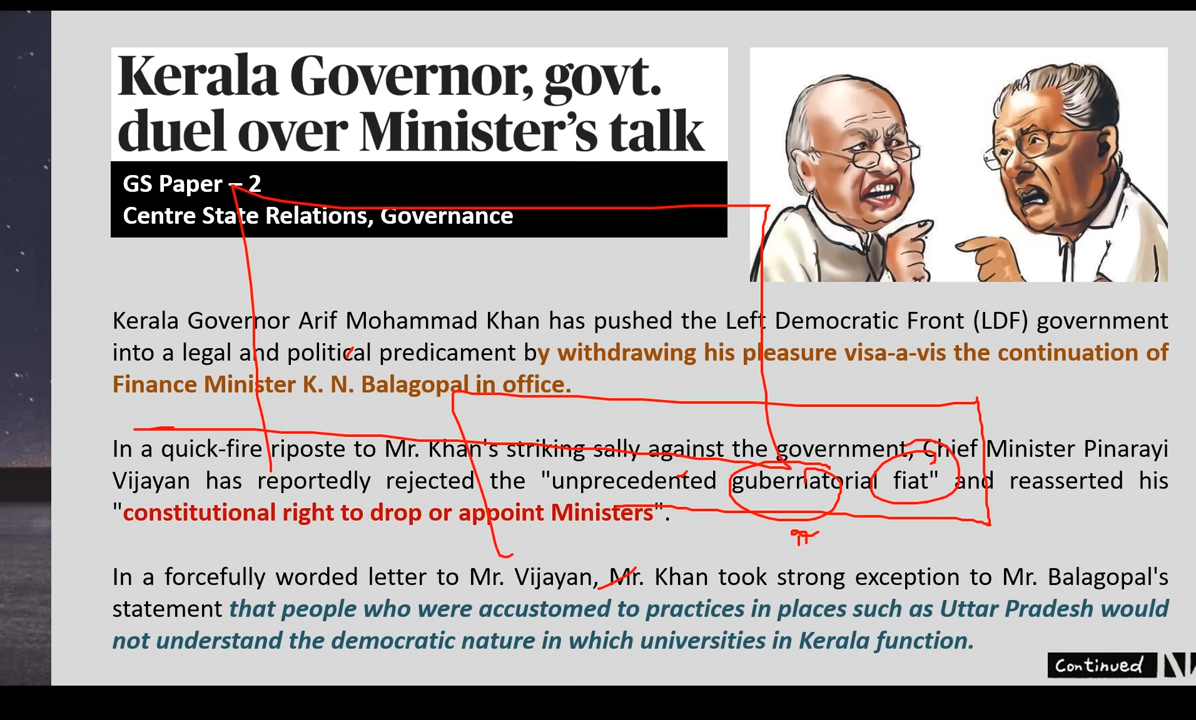 Kerala Governor, govt.
duel over Minister's talk
GS Paper – 2
Centre State Relations, Governance
Kerala Governor Arif Mohammad Khan has pushed the Left Democratic Front (LDF) government
into a legal and political predicament by withdrawing his pleasure visa-a-vis the continuation of
Finance Minister K. N. Balagopal in office.
In a quick-fire riposte to Mr. Khan's striking sally against the government, Chief Minister Pinarayi
Vijayan has reportedly rejected the "unprecedented gubernatorial fiat" and reasserted his
"constitutional right to drop or appoint Ministers".
In a forcefully worded letter to Mr. Vijayan, Mr. Khan took strong exception to Mr. Balagopal's
statement that people who were accustomed to practices in places such as Uttar Pradesh would
not understand the democratic nature in which universities in Kerala function.
Continued